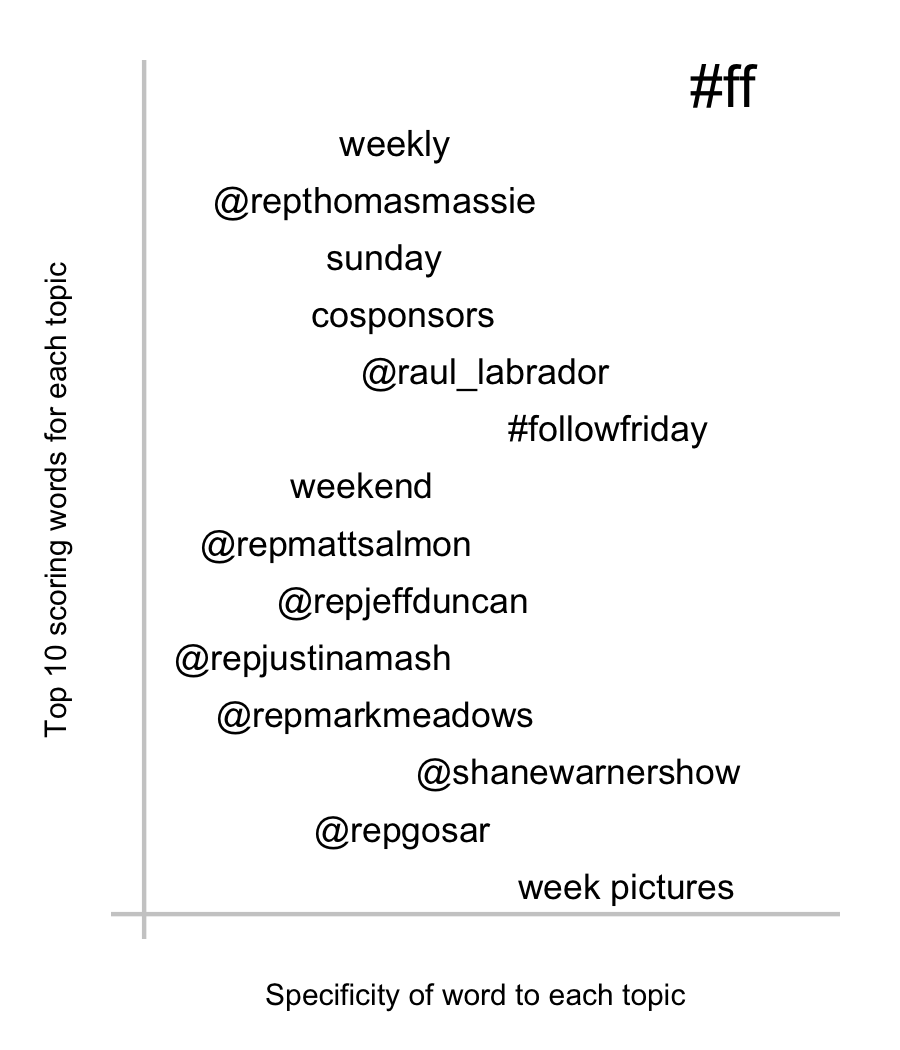 #ff
weekly
@repthomasmassie
sunday
cosponsors
@raul_labrador
#followfriday
weekend
@repmattsalmon
@repjeffduncan
@repjustinamash
@repmarkmeadows
@shanewarnershow
@repgosar
week pictures
Top 10 scoring words for each topic
Specificity of word to each topic